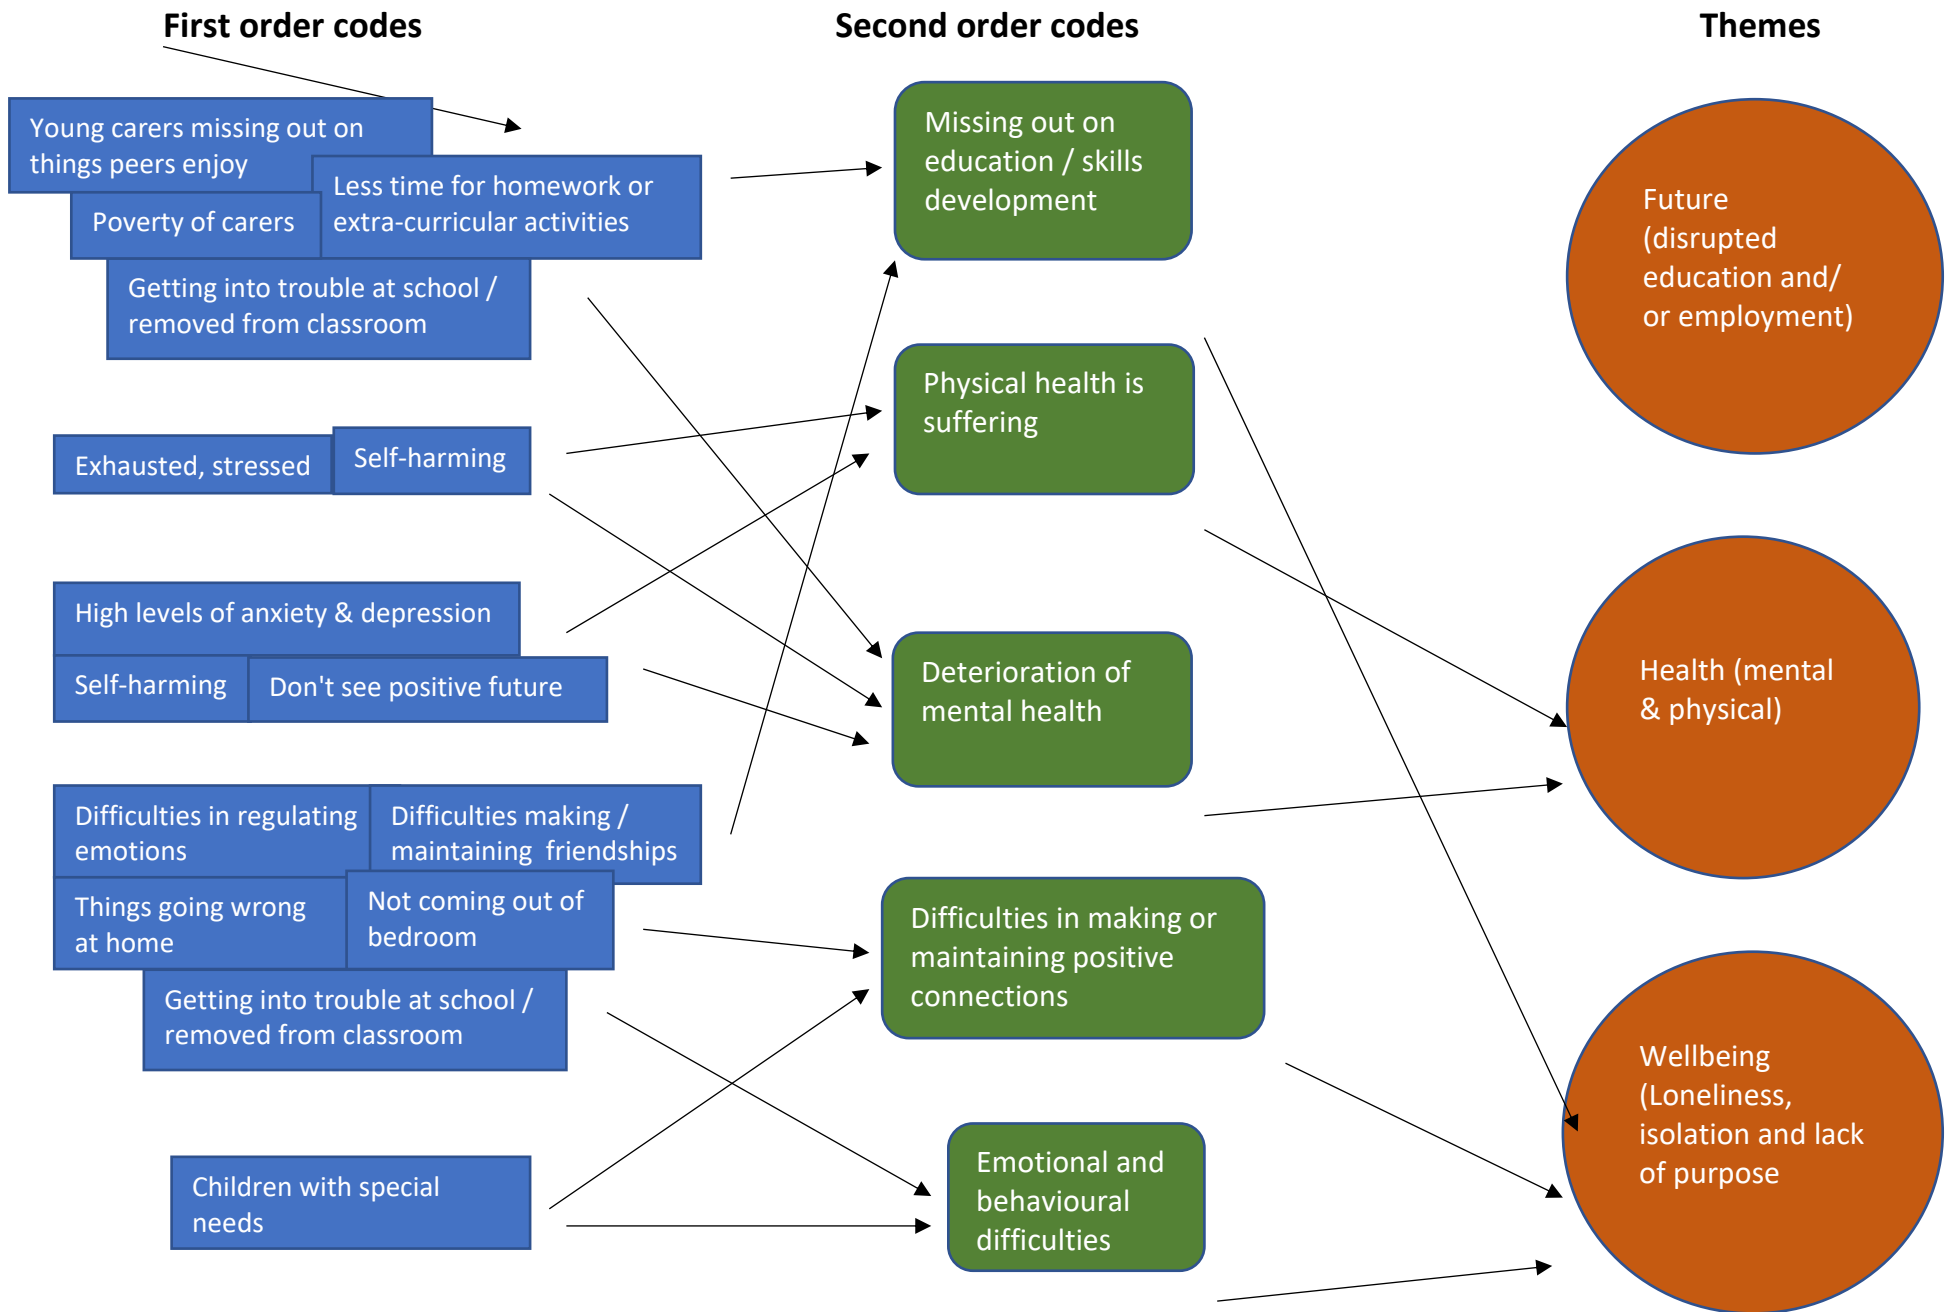 First order codes
Second order codes
Themes
Young carers missing out on
things peers enjoy
Less time for homework or
extra-curricular activities
Poverty of carers
Getting into trouble at school /
removed from classroom
Exhausted, stressed
Self-harming
High levels of anxiety & depression
Self-harming
Don't see positive future
Difficulties in regulating
emotions
Difficulties making /
maintaining  friendships
Things going wrong
at home
Not coming out of
bedroom
Getting into trouble at school /
removed from classroom
Children with special
needs
Missing out on
education / skills
development
Physical health is
suffering
Deterioration of
mental health
Difficulties in making or
maintaining positive
connections
Emotional and
behavioural
difficulties
Future
(disrupted
education and/
or employment)
Health (mental
& physical)
Wellbeing
(Loneliness,
isolation and lack
of purpose